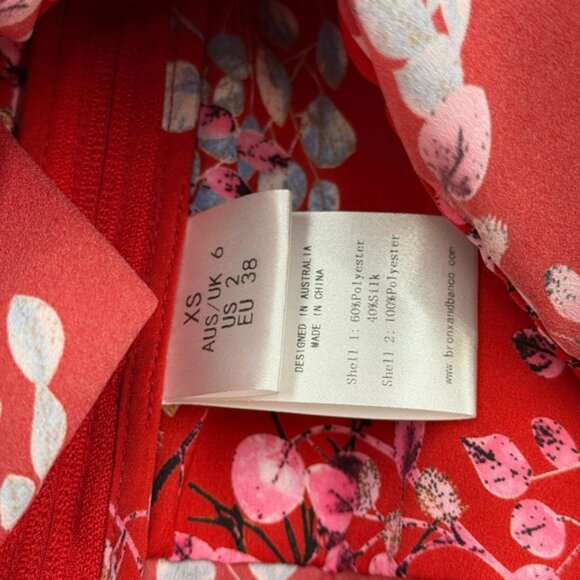 XS
AUS/UK 6
US 2
EU 38
DESIGNED IN AUSTRALIA
MADE IN CHINA
Shell 1: 60%Polyester
40%Silk
Shell 2: 100%Polyester
www.bronxandbanco.com